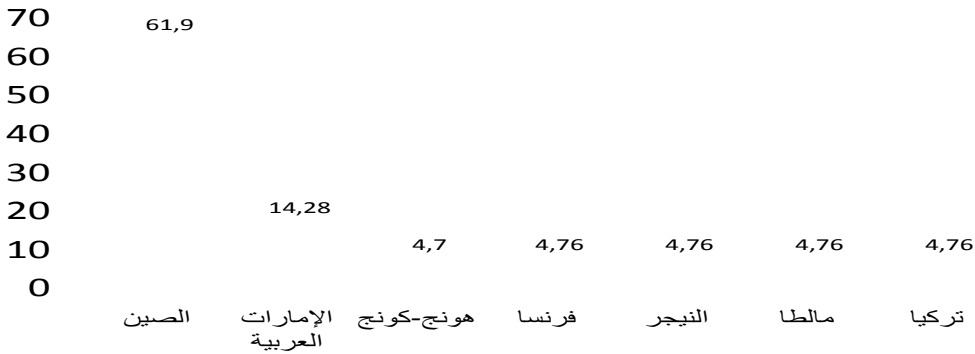 70
60
50
40
30
20
10
0
61,9
14,28
4,7
4,76
4,76
4,76
4,76
الصين
الإمارات
العربية
هونج-كونج
فرنسا
النيجر
مالطا
تركيا